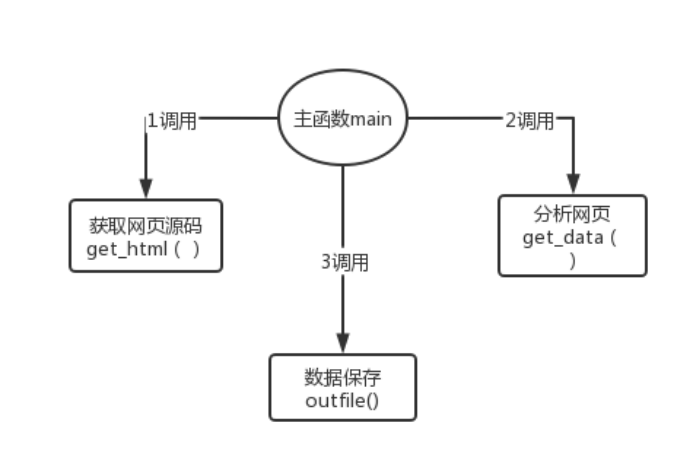 主函数main
1调用
2调用
获取网页源码
get_html（ ）
分析网页
get_data（
）
3调用
数据保存
outfile()